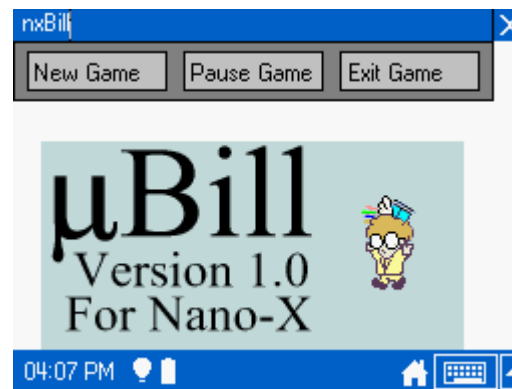 nxBill
New Game Pause Game Exit Game
µBill
Version 1.0
For Nano-X
04:07 PM